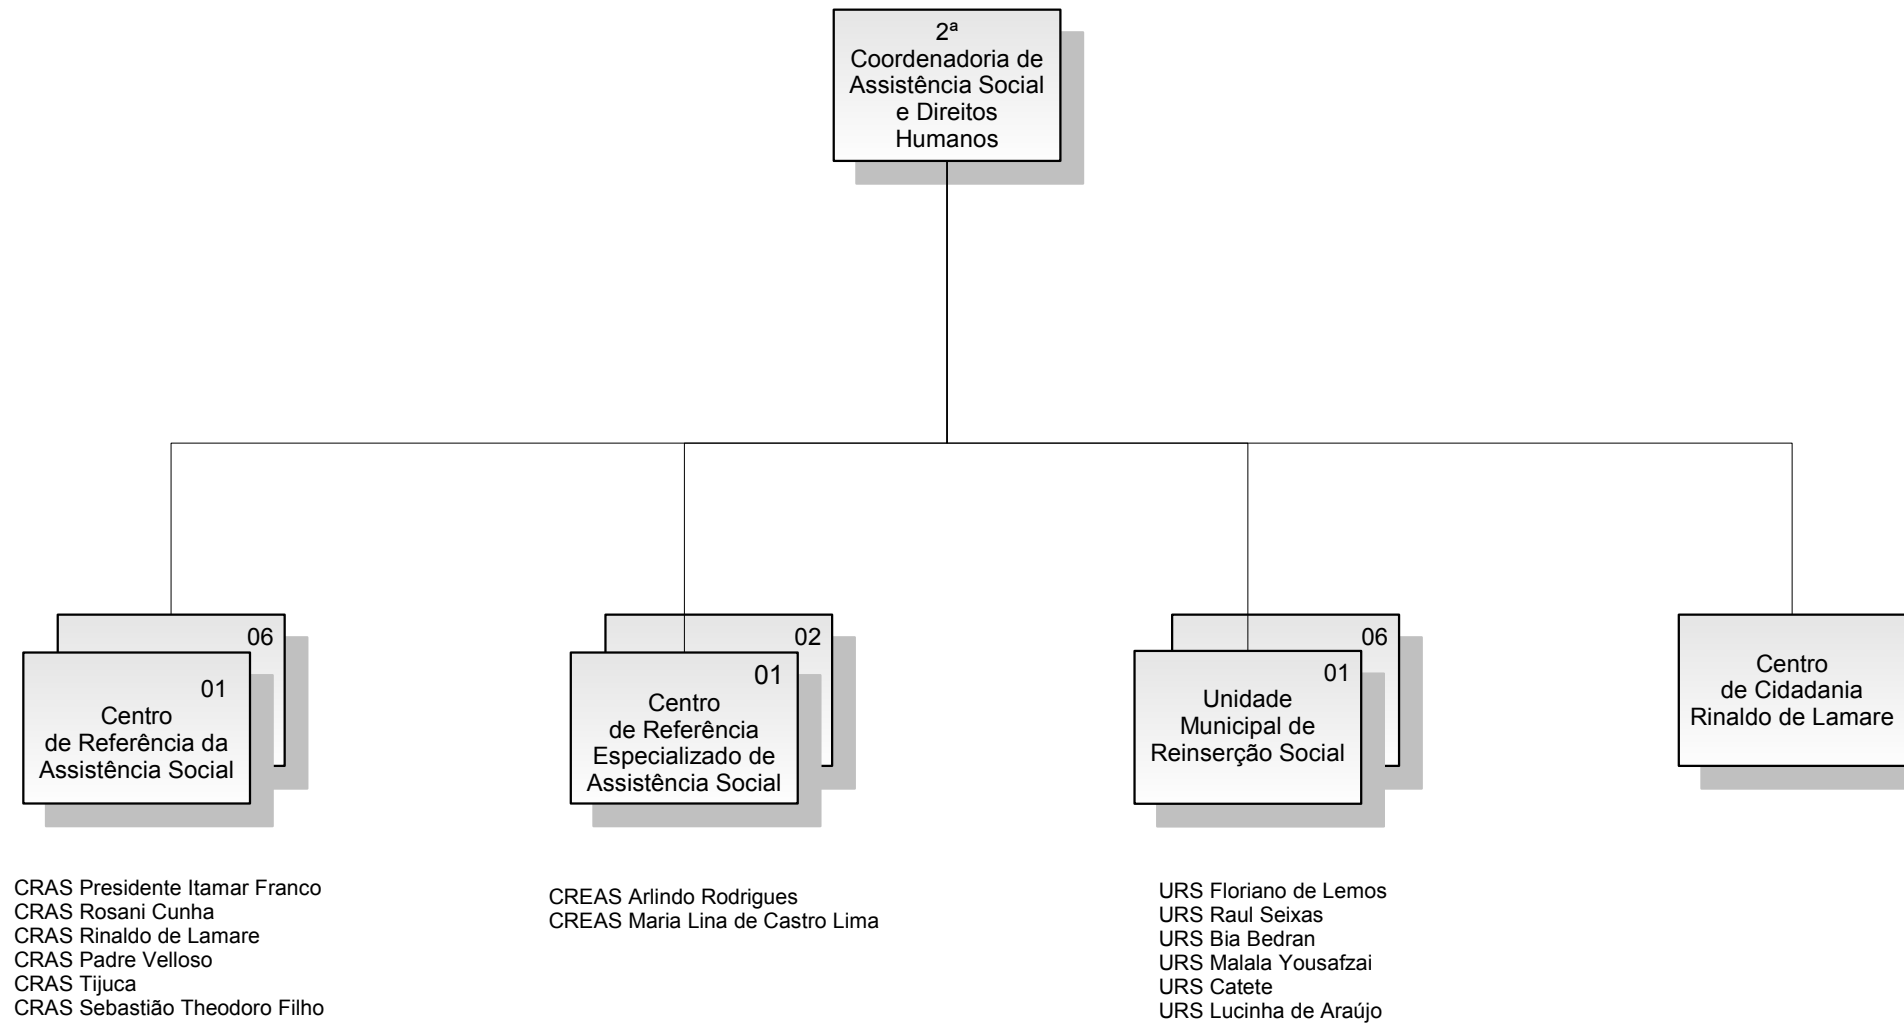 2ª
Coordenadoria de
Assistência Social
e Direitos
Humanos
06
01
Centro
de Referência da
Assistência Social
02
01
Centro
de Referência
Especializado de
Assistência Social
06
01
Unidade
Municipal de
Reinserção Social
Centro
de Cidadania
Rinaldo de Lamare
CRAS Presidente Itamar Franco
CRAS Rosani Cunha
CRAS Rinaldo de Lamare
CRAS Padre Velloso
CRAS Tijuca
CRAS Sebastião Theodoro Filho
CREAS Arlindo Rodrigues
CREAS Maria Lina de Castro Lima
URS Floriano de Lemos
URS Raul Seixas
URS Bia Bedran
URS Malala Yousafzai
URS Catete
URS Lucinha de Araújo